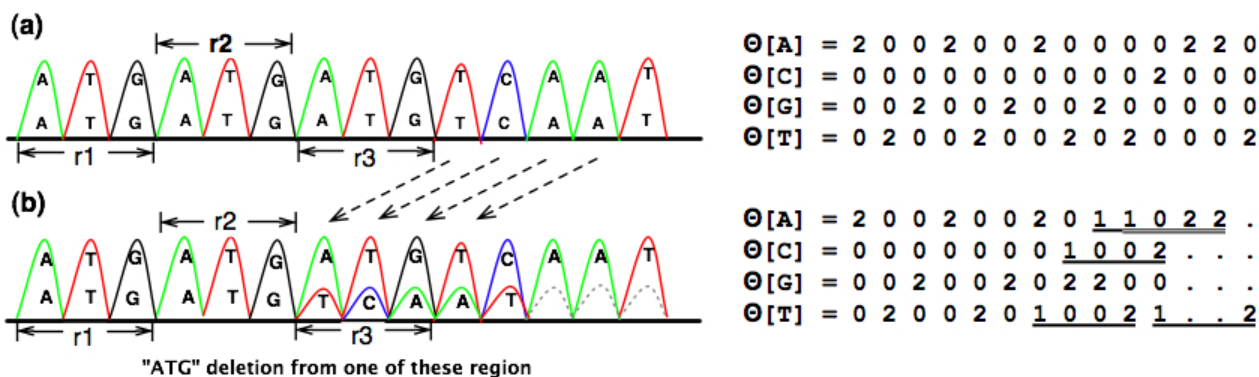 (a)
r2
A T G A T G A T G T C A A T
A T G A T G A T G T C A A T
r1 r3
Θ[A] = 2 0 0 2 0 0 2 0 0 0 0 2 2 0
Θ[C] = 0 0 0 0 0 0 0 0 0 0 2 0 0 0
Θ[G] = 0 0 2 0 0 2 0 0 2 0 0 0 0 0
Θ[T] = 0 2 0 0 2 0 0 2 0 2 0 0 0 2
(b)
r2
A T G A T G A T G T C A A T
A T G A T G T C A A T
r1 r3
"ATG" deletion from one of these region
Θ[A] = 2 0 0 2 0 0 2 0 1 1 0 2 2 .
Θ[C] = 0 0 0 0 0 0 0 1 0 0 2 . . .
Θ[G] = 0 0 2 0 0 2 0 2 2 0 0 . . .
Θ[T] = 0 2 0 0 2 0 1 0 0 2 1 . . 2